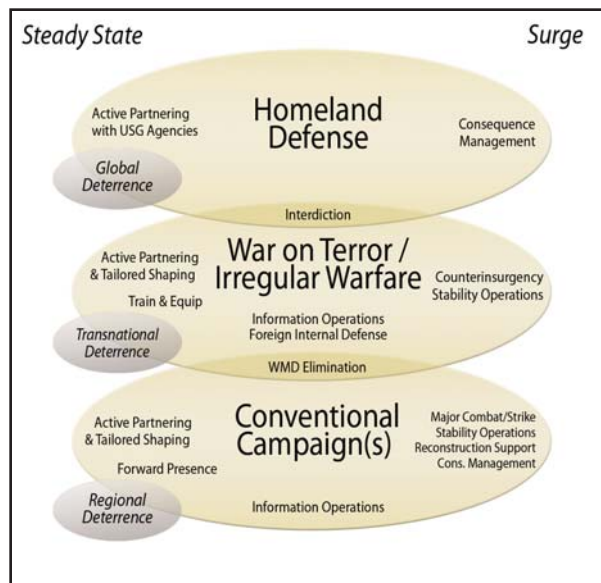 Steady State
Surge
Homeland
Defense
Active Partnering
with USG Agencies
Consequence
Management
Global
Deterrence
Interdiction
War on Terror /
Irregular Warfare
Active Partnering
& Tailored Shaping
Train & Equip
Counterinsurgency
Stability Operations
Information Operations
Foreign Internal Defense
Transnational
Deterrence
WMD Elimination
Conventional
Campaign(s)
Active Partnering
& Tailored Shaping
Forward Presence
Major Combat/Strike
Stability Operations
Reconstruction Support
Cons. Management
Regional
Deterrence
Information Operations